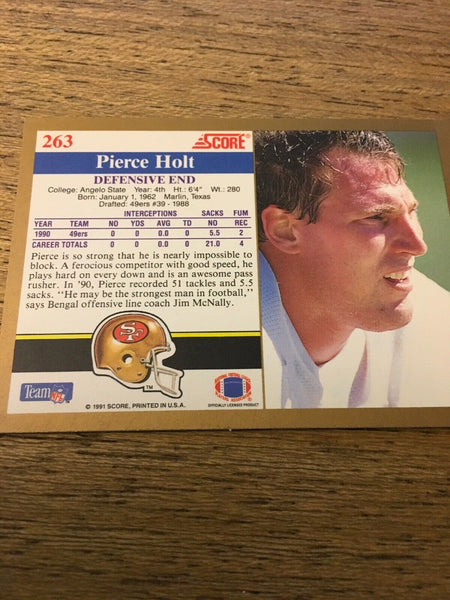 263
SCORE®
Pierce Holt
DEFENSIVE END
College: Angelo State Year: 4th Ht.: 6'4" Wt.: 280
Born: January 1, 1962 Marlin, Texas
Drafted: 49ers #39 - 1988
INTERCEPTIONS SACKS FUM
YEAR TEAM NO YDS AVG TD NO REC
1990 49ers 0 0 0.0 0 5.5 2
CAREER TOTALS 0 0 0.0 0 21.0 4
Pierce is so strong that he is nearly impossible to
block. A ferocious competitor with good speed, he
plays hard on every down and is an awesome pass
rusher. In '90, Pierce recorded 51 tackles and 5.5
sacks. "He may be the strongest man in football,"
says Bengal offensive line coach Jim McNally.
SF
TM
Team NFL
© 1991 SCORE, PRINTED IN U.S.A.
OFFICIALLY LICENSED PRODUCT